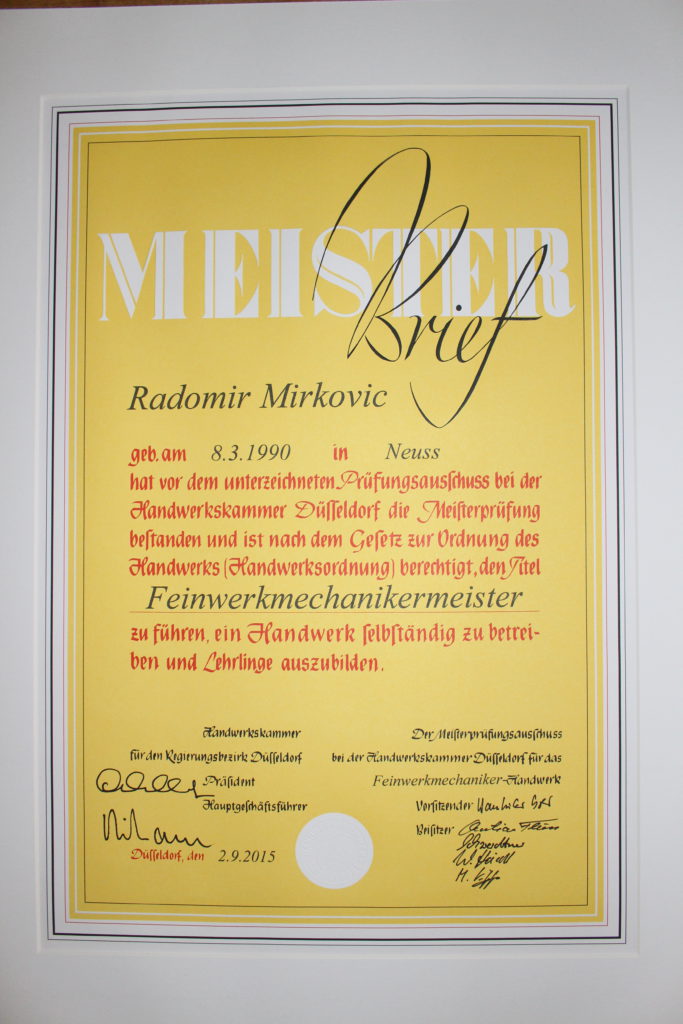 MEISTER
Brief
Radomir Mirkovic
geb. am 8.3.1990 in Neuss
hat vor dem unterzeichneten Prüfungsausschuss bei der
Handwerkskammer Düſſeldorf die Meiſterprüfung
beſtanden und iſt nach dem Geſetz zur Ordnung des
Handwerks (Handwerksordnung) berechtigt, den Titel
Feinwerkmechanikermeister
zu führen, ein Handwerk ſelbſtändig zu betrei-
ben und Lehrlinge auszubilden.
Handwerkskammer
für den Regierungsbezirk Düſſeldorf
Präsident
Hauptgeschäftsführer
Düſſeldorf, den 2.9.2015
Der Meiſterprüfungsausſchuss
bei der Handwerkskammer Düſſeldorf für das
Feinwerkmechaniker-Handwerk
Vorsitzender
Beiſitzer